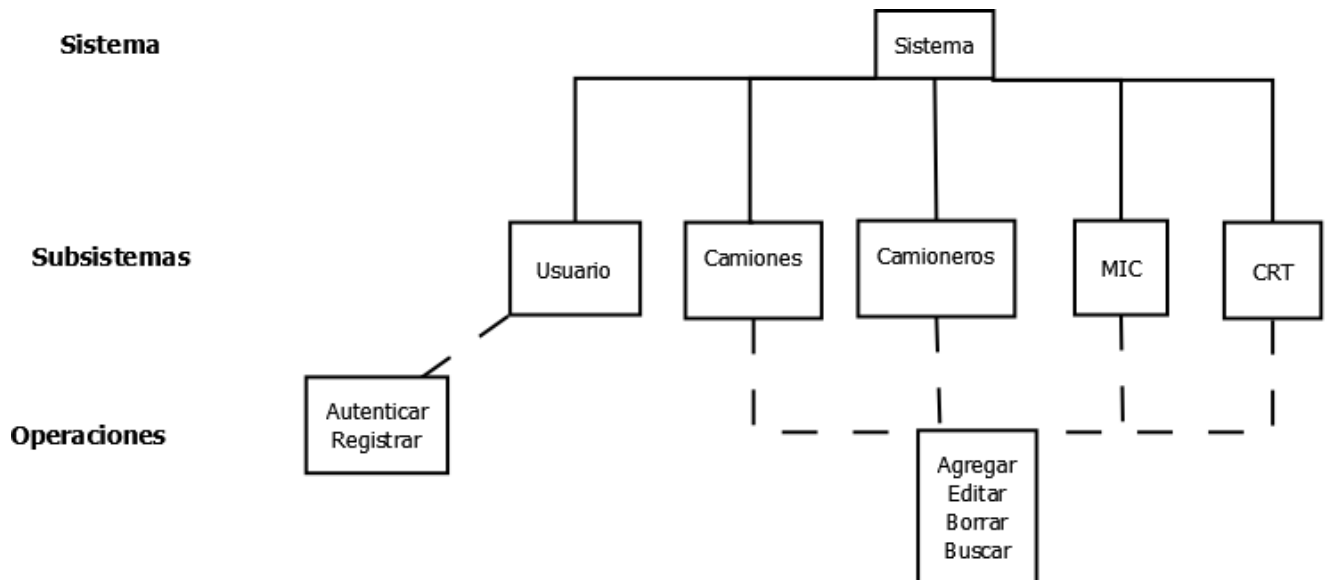 Sistema
Sistema
Subsistemas
Usuario
Camiones
Camioneros
MIC
CRT
Operaciones
Autenticar
Registrar
Agregar
Editar
Borrar
Buscar